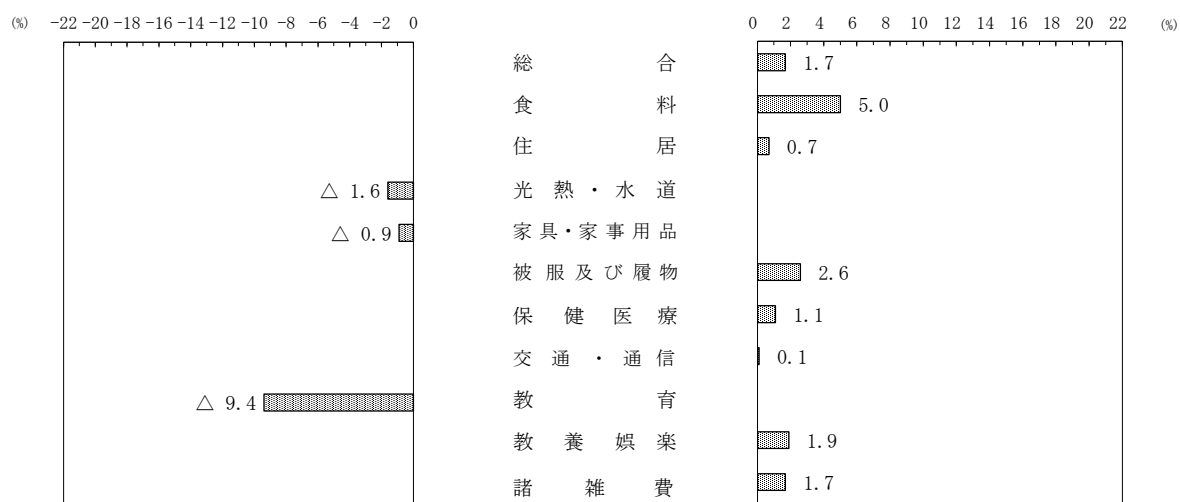 (%) －22 －20 －18 －16 －14 －12 －10 －8 －6 －4 －2 0 0 2 4 6 8 10 12 14 16 18 20 22 (%)
総合 1.7
食料 5.0
住居 0.7
△ 1.6 光熱・水道
△ 0.9 家具・家事用品
被服及び履物 2.6
保健医療 1.1
交通・通信 0.1
△ 9.4 教育
教養娯楽 1.9
諸雑費 1.7